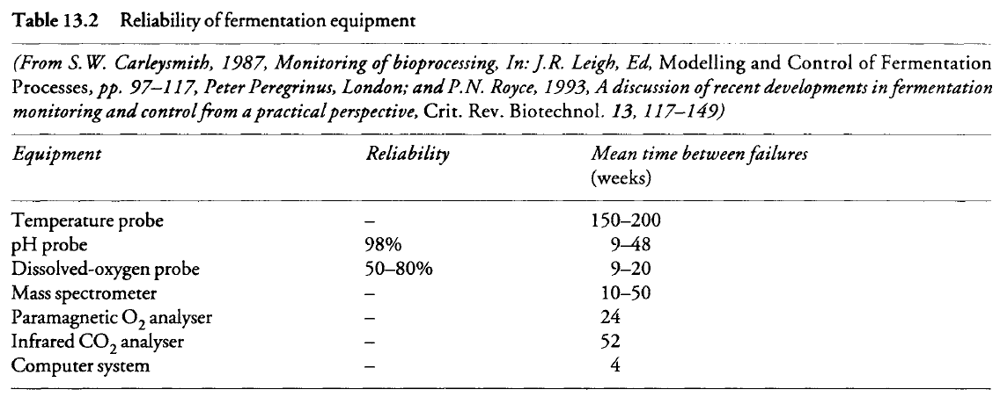 Table 13.2 Reliability of fermentation equipment
(From S.W. Carleysmith, 1987, Monitoring of bioprocessing, In: J.R. Leigh, Ed, Modelling and Control of Fermentation
Processes, pp. 97–117, Peter Peregrinus, London; and P.N. Royce, 1993, A discussion of recent developments in fermentation
monitoring and control from a practical perspective, Crit. Rev. Biotechnol. 13, 117–149)
Equipment Reliability Mean time between failures
(weeks)
Temperature probe – 150–200
pH probe 98% 9–48
Dissolved-oxygen probe 50–80% 9–20
Mass spectrometer – 10–50
Paramagnetic O₂ analyser – 24
Infrared CO₂ analyser – 52
Computer system – 4